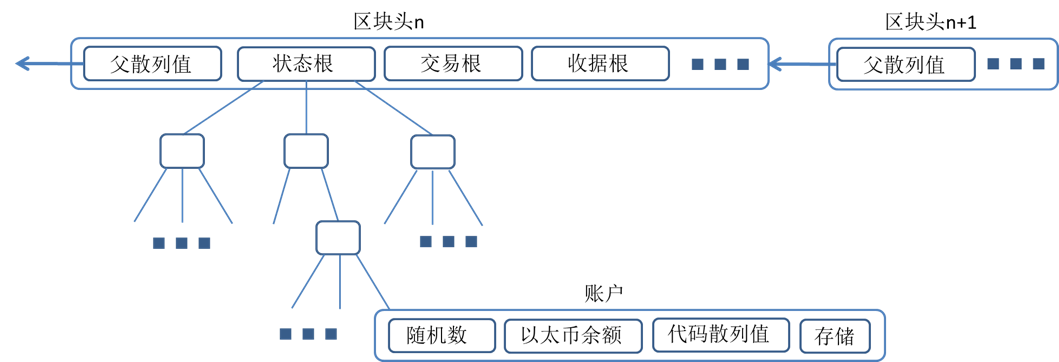 区块头n
区块头n+1
父散列值
状态根
交易根
收据根
父散列值
账户
随机数
以太币余额
代码散列值
存储